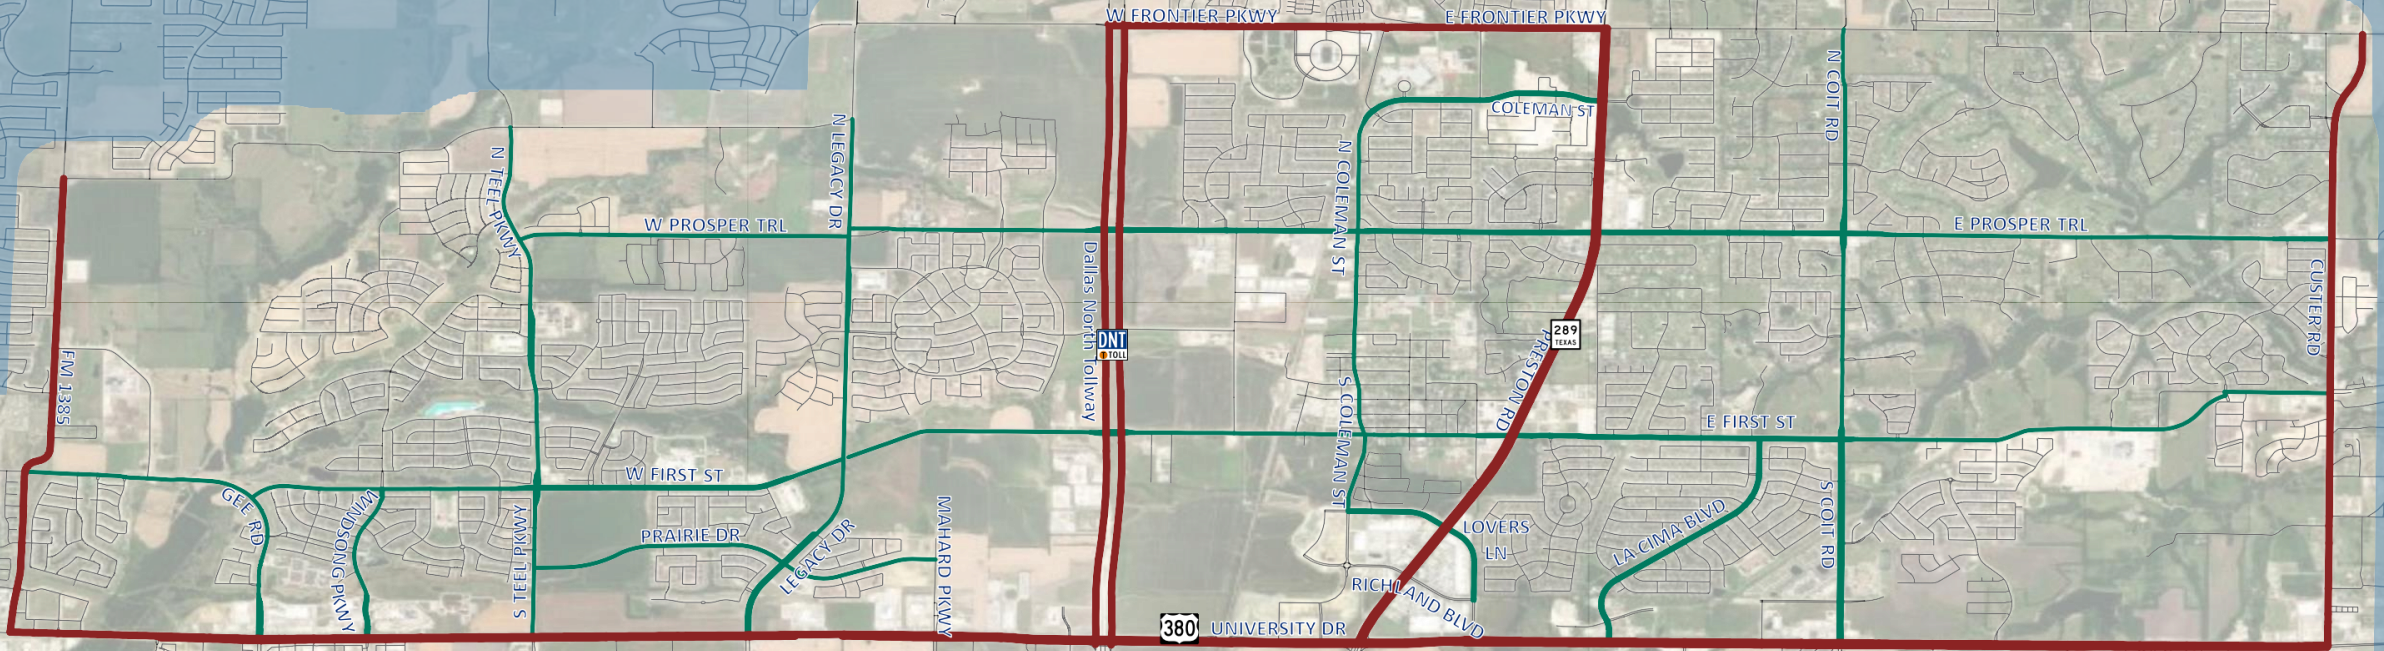 W FRONTIER PKWY
E FRONTIER PKWY
N COIT RD
COLEMAN ST
N LEGACY DR
N TEEL PKWY
N COLEMAN ST
W PROSPER TRL
E PROSPER TRL
Dallas North Tollway
CUSTER RD
289
TEXAS
DNT
TOLL
PRESTON RD
FM 1385
S COLEMAN ST
E FIRST ST
W FIRST ST
GEE RD
WINDSONG PKWY
S TEEL PKWY
PRAIRIE DR
LEGACY DR
MAHARD PKWY
LOVERS
LN
LA CIMA BLVD
S COIT RD
RICHLAND BLVD
380
UNIVERSITY DR